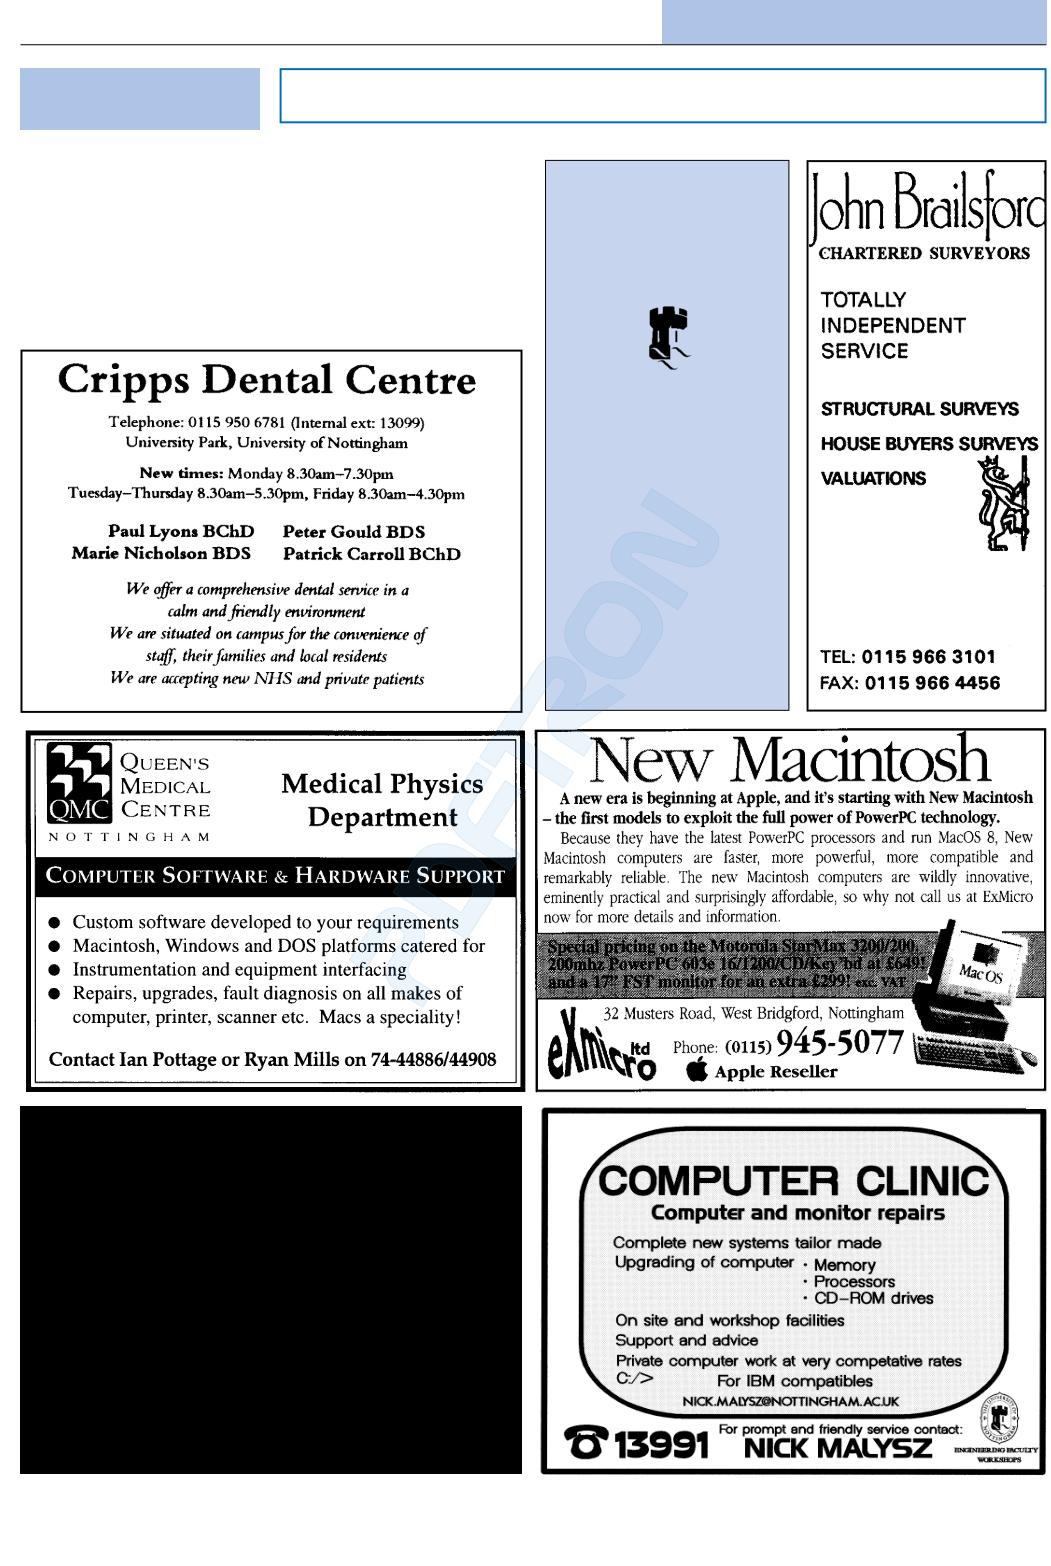 Cripps Dental Centre
Telephone: 0115 950 6781 (Internal ext: 13099)
University Park, University of Nottingham
New times: Monday 8.30am–7.30pm
Tuesday–Thursday 8.30am–5.30pm, Friday 8.30am–4.30pm
Paul Lyons BChD Peter Gould BDS
Marie Nicholson BDS Patrick Carroll BChD
We offer a comprehensive dental service in a
calm and friendly environment
We are situated on campus for the convenience of
staff, their families and local residents
We are accepting new NHS and private patients
John Brailsford
CHARTERED SURVEYORS
TOTALLY
INDEPENDENT
SERVICE
STRUCTURAL SURVEYS
HOUSE BUYERS SURVEYS
VALUATIONS
TEL: 0115 966 3101
FAX: 0115 966 4456
PDFTRON
QMC
QUEEN'S
MEDICAL
CENTRE
NOTTINGHAM
Medical Physics
Department
COMPUTER SOFTWARE & HARDWARE SUPPORT
● Custom software developed to your requirements
● Macintosh, Windows and DOS platforms catered for
● Instrumentation and equipment interfacing
● Repairs, upgrades, fault diagnosis on all makes of
computer, printer, scanner etc. Macs a speciality!
Contact Ian Pottage or Ryan Mills on 74-44886/44908
New Macintosh
A new era is beginning at Apple, and it's starting with New Macintosh
– the first models to exploit the full power of PowerPC technology.
Because they have the latest PowerPC processors and run MacOS 8, New
Macintosh computers are faster, more powerful, more compatible and
remarkably reliable. The new Macintosh computers are wildly innovative,
eminently practical and surprisingly affordable, so why not call us at ExMicro
now for more details and information.
Special pricing on the Motorola StarMax 3200/200,
200mhz PowerPC 603e 16/1200/CD/Key'bd at £649!
and a 17" FST monitor for an extra £299! exc. VAT
Mac OS
32 Musters Road, West Bridgford, Nottingham
eXmicro ltd
Phone: (0115) 945-5077
Apple Reseller
COMPUTER CLINIC
Computer and monitor repairs
Complete new systems tailor made
Upgrading of computer · Memory
· Processors
· CD-ROM drives
On site and workshop facilities
Support and advice
Private computer work at very competative rates
C:/> For IBM compatibles
NICK.MALYSZ@NOTTINGHAM.AC.UK
For prompt and friendly service contact:
13991 NICK MALYSZ
THE UNIVERSITY OF NOTTINGHAM
ENGINEERING FACULTY
WORKSHOPS